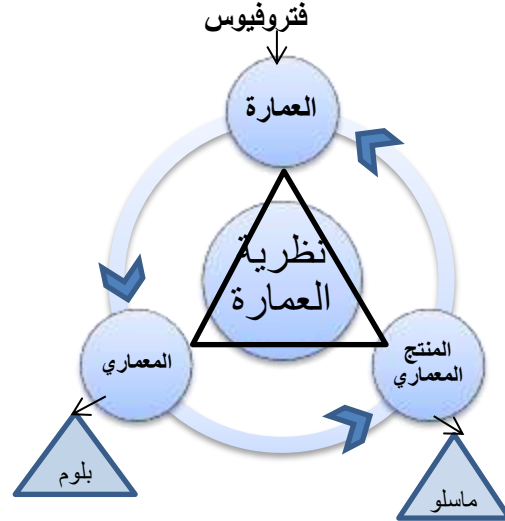 فتروفيوس
العمارة
نظرية
العمارة
المعماري
المنتج
المعماري
بلوم
ماسلو